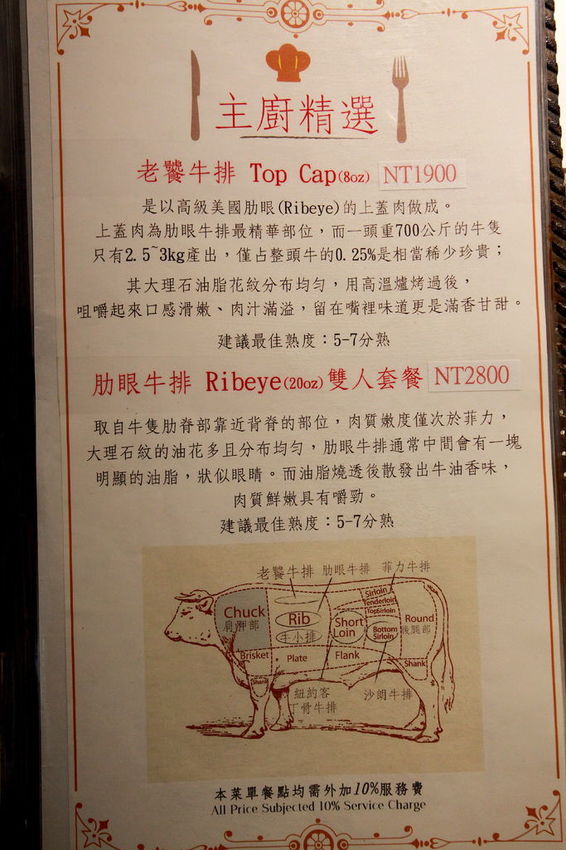 主廚精選
老饕牛排 Top Cap(8oz) NT1900
是以高級美國肋眼(Ribeye)的上蓋肉做成。
上蓋肉為肋眼牛排最精華部位，而一頭重700公斤的牛隻
只有2.5~3kg產出，僅占整頭牛的0.25%是相當稀少珍貴；
其大理石油脂花紋分布均勻，用高溫爐烤過後，
咀嚼起來口感滑嫩、肉汁滿溢，留在嘴裡味道更是滿香甘甜。
建議最佳熟度：5-7分熟
肋眼牛排 Ribeye(20oz)雙人套餐 NT2800
取自牛隻肋脊部靠近背脊的部位，肉質嫩度僅次於菲力，
大理石紋的油花多且分布均勻，肋眼牛排通常中間會有一塊
明顯的油脂，狀似眼睛。而油脂燒透後散發出牛油香味，
肉質鮮嫩具有嚼勁。
建議最佳熟度：5-7分熟
老饕牛排 肋眼牛排 菲力牛排
Sirloin
Tenderloin
TopSirloin
Chuck
肩胛部
Rib
牛小排
Short
Loin
Bottom
Sirloin
Round
後腿部
Brisket
Plate
Flank
Shank
Shank
紐約客
丁骨牛排
沙朗牛排
本菜單餐點均需外加10%服務費
All Price Subjected 10% Service Charge